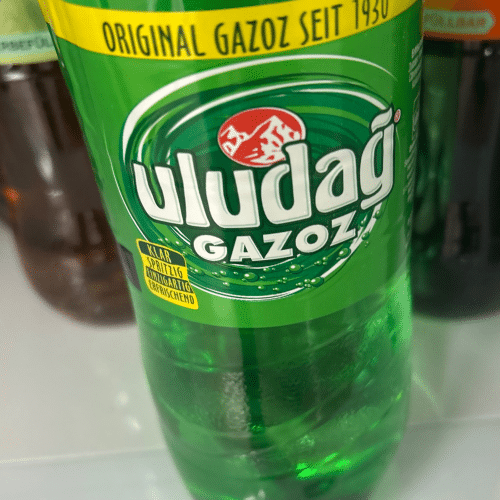 ORIGINAL GAZOZ SEIT 1930
uludağ
GAZOZ
KLAR
SPRITZIG
EINZIGARTIG
ERFRISCHEND